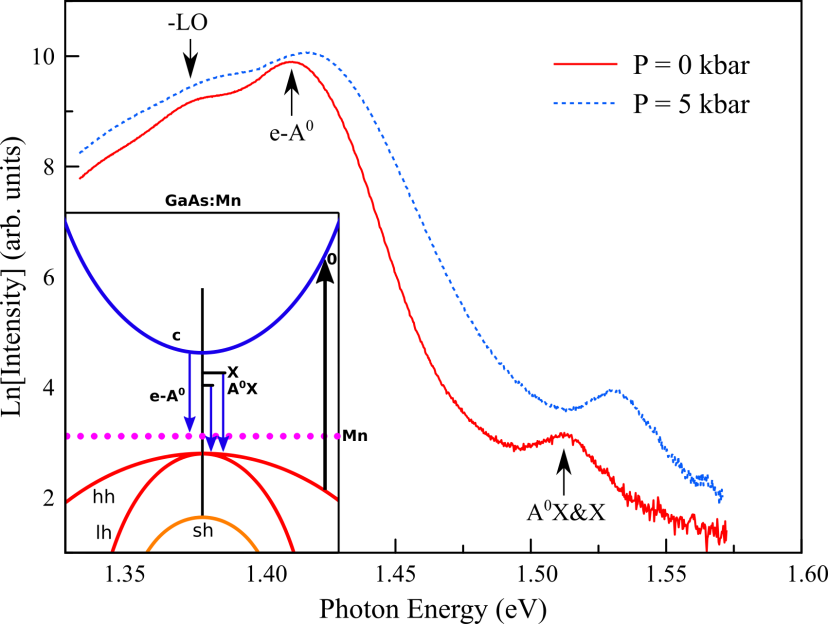 -LO
P = 0 kbar
P = 5 kbar
e-A⁰
10
8
6
4
2
Ln[Intensity] (arb. units)
GaAs:Mn
0
c
X
A⁰X
e-A⁰
Mn
hh
lh
sh
A⁰X&X
1.35
1.40
1.45
1.50
1.55
1.60
Photon Energy (eV)